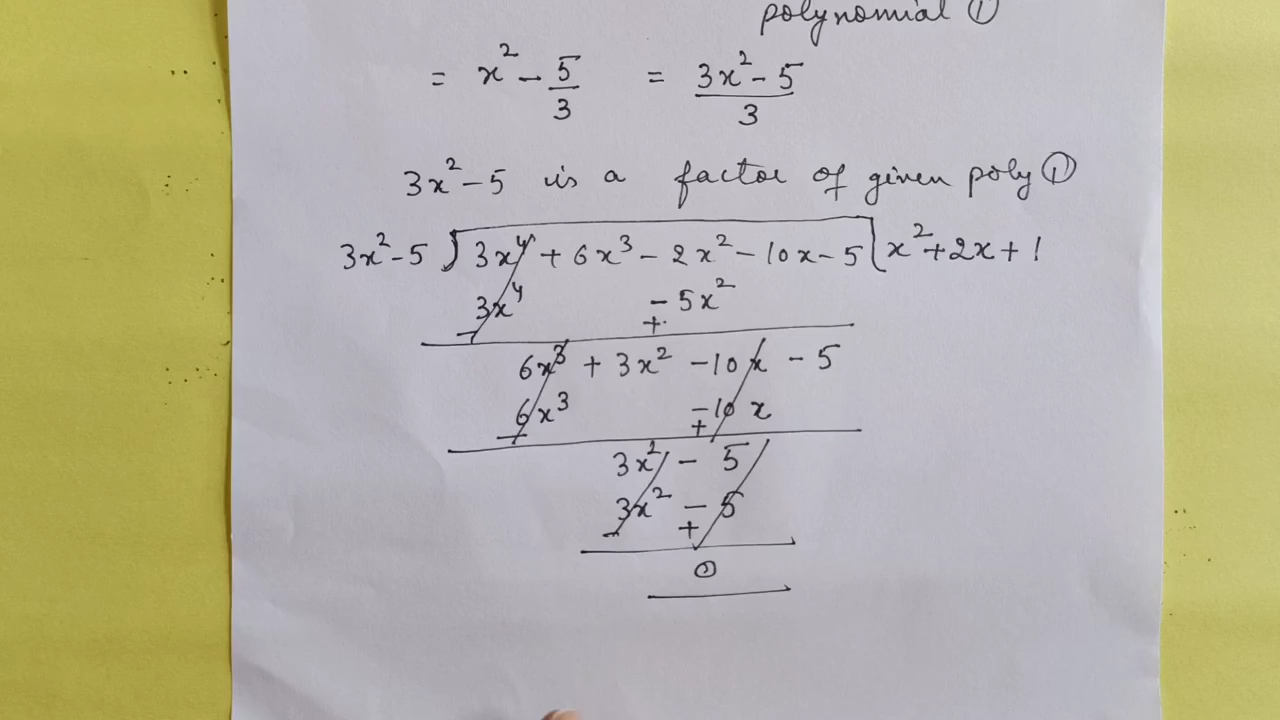 polynomial ①
= x² - 5/3 = 3x² - 5/3
3x² - 5 is a factor of given poly ①
3x² - 5 ) 3x⁴ + 6x³ - 2x² - 10x - 5 ( x² + 2x + 1
3x⁴ - 5x²
- +
6x³ + 3x² - 10x - 5
6x³ - 10x
- +
3x² - 5
3x² - 5
- +
0